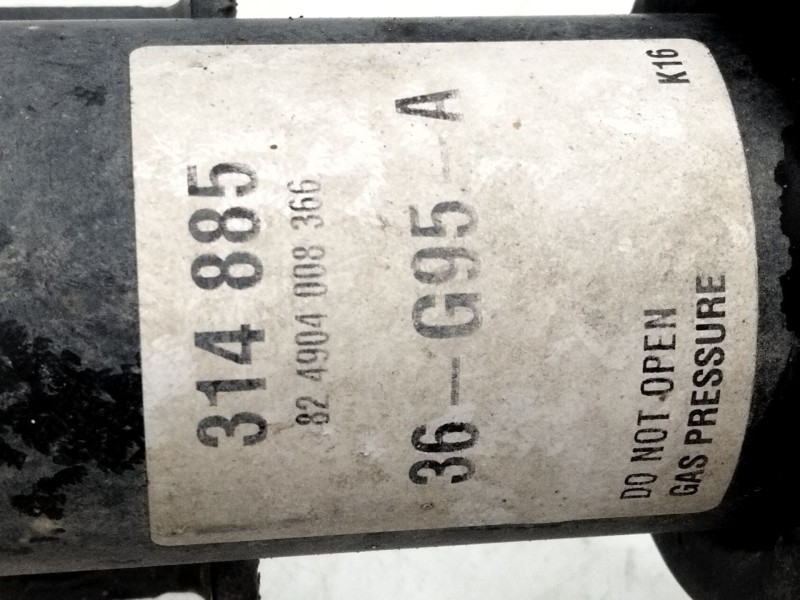 314 885
82 4904 008 366
36-G95-A
DO NOT OPEN
GAS PRESSURE
K16